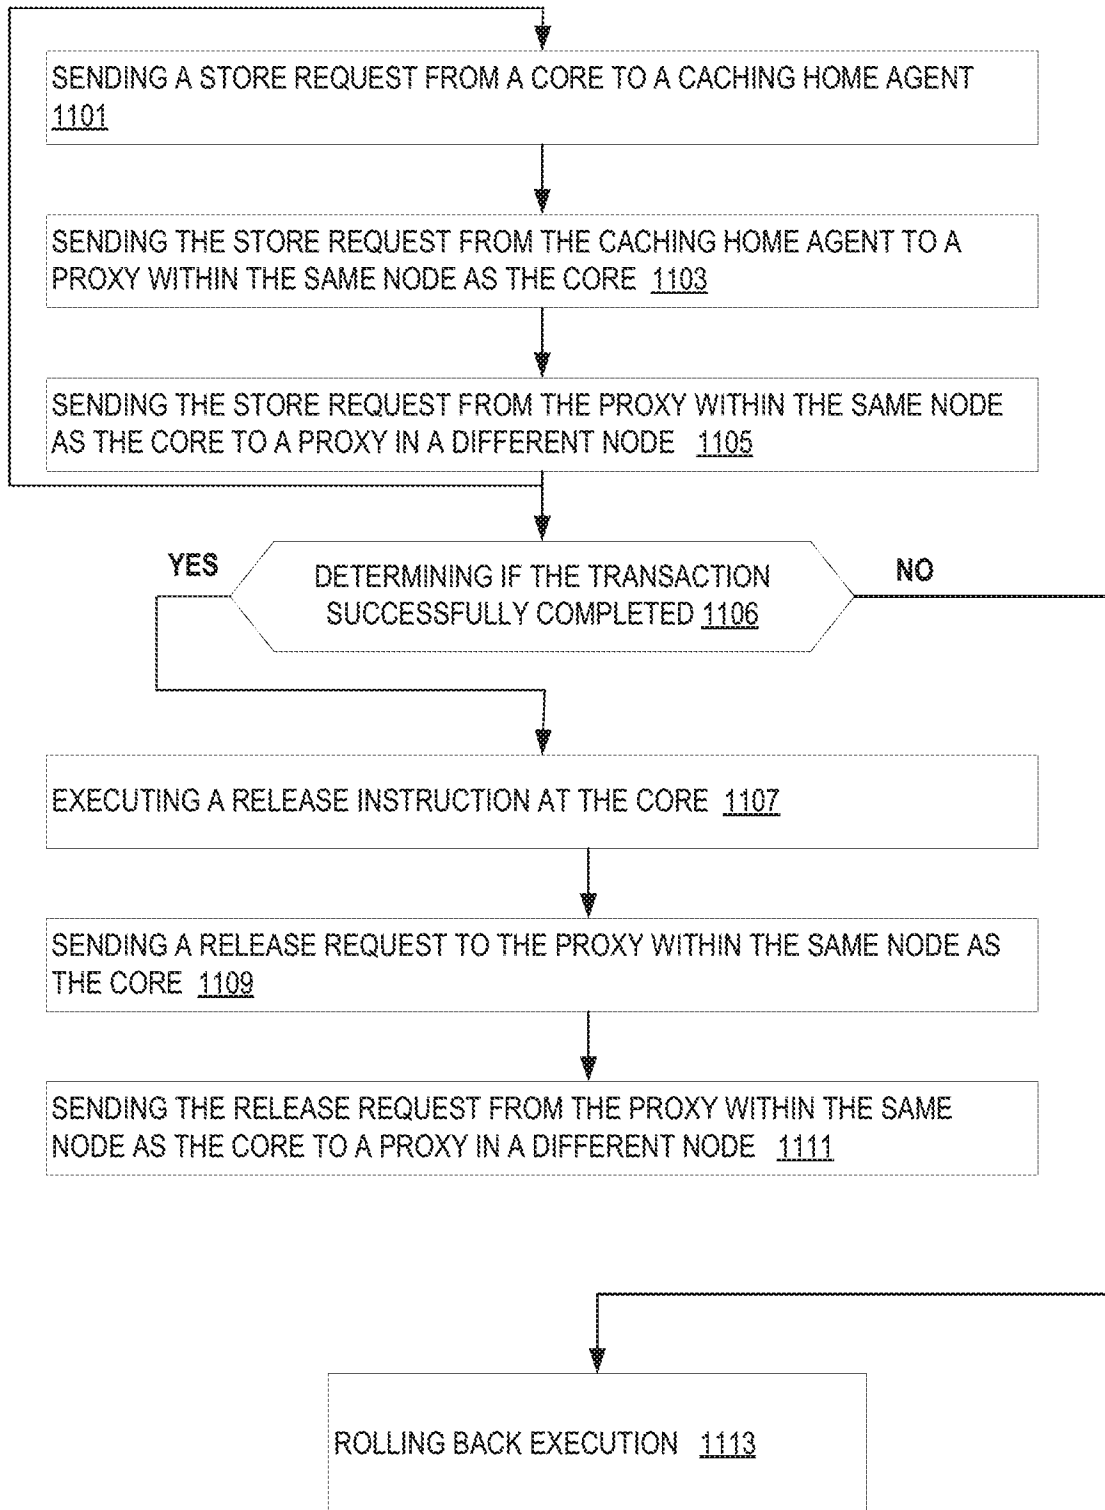 SENDING A STORE REQUEST FROM A CORE TO A CACHING HOME AGENT
1101
SENDING THE STORE REQUEST FROM THE CACHING HOME AGENT TO A
PROXY WITHIN THE SAME NODE AS THE CORE 1103
SENDING THE STORE REQUEST FROM THE PROXY WITHIN THE SAME NODE
AS THE CORE TO A PROXY IN A DIFFERENT NODE 1105
YES
NO
DETERMINING IF THE TRANSACTION
SUCCESSFULLY COMPLETED 1106
EXECUTING A RELEASE INSTRUCTION AT THE CORE 1107
SENDING A RELEASE REQUEST TO THE PROXY WITHIN THE SAME NODE AS
THE CORE 1109
SENDING THE RELEASE REQUEST FROM THE PROXY WITHIN THE SAME
NODE AS THE CORE TO A PROXY IN A DIFFERENT NODE 1111
ROLLING BACK EXECUTION 1113